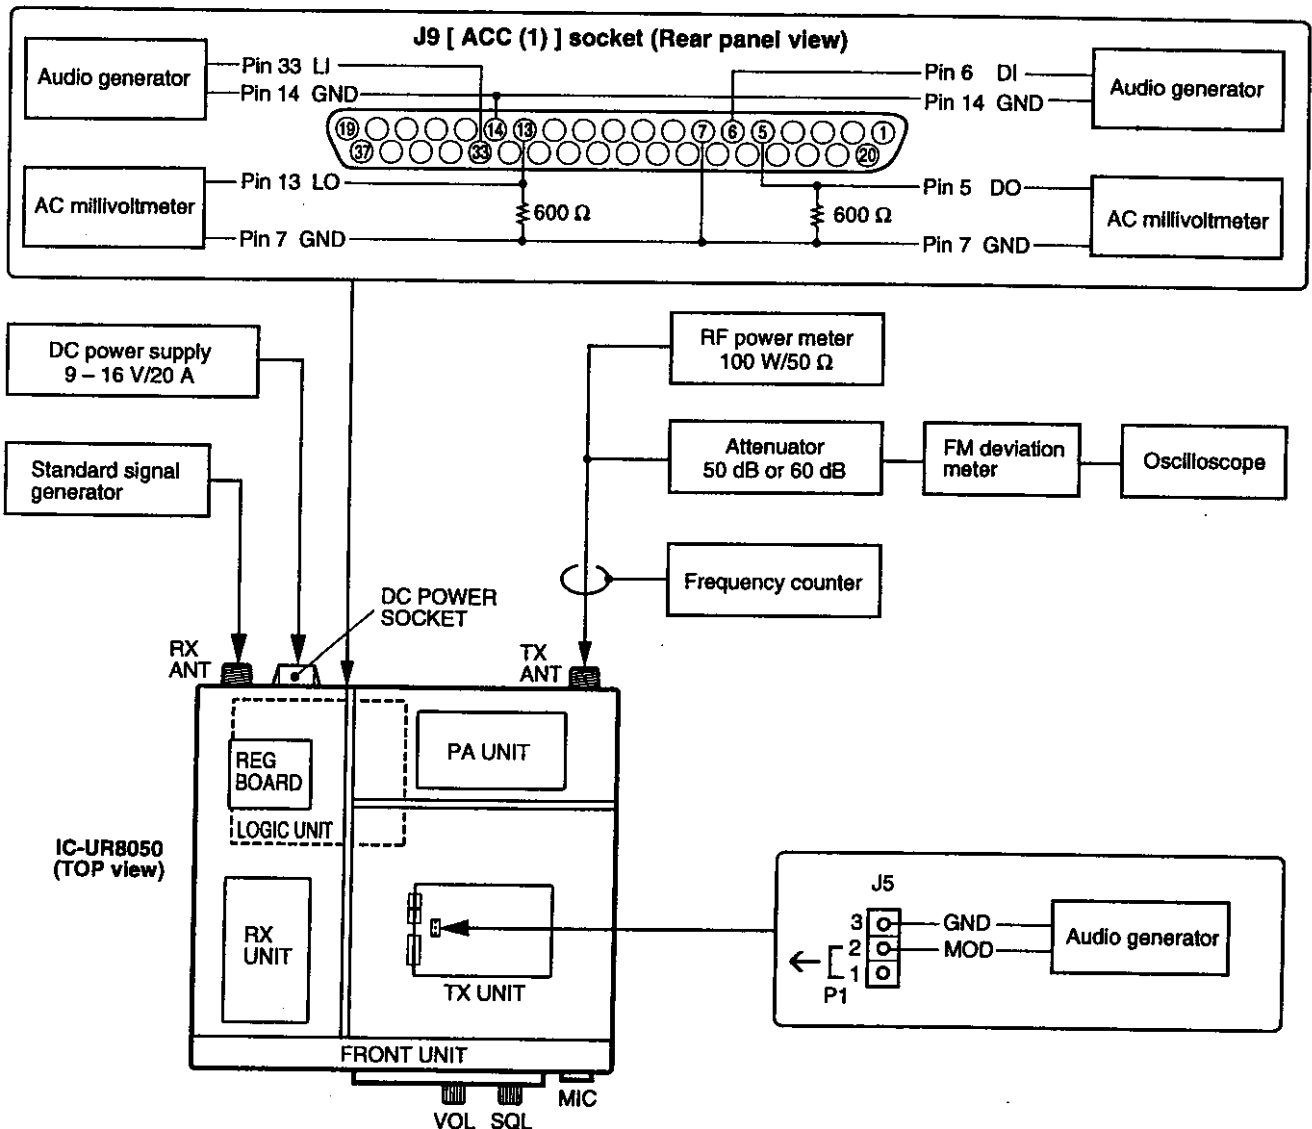 J9 [ ACC (1) ] socket (Rear panel view)
Audio generator
Pin 33 LI
Pin 14 GND
Pin 6 DI
Pin 14 GND
Audio generator
19 14 13 7 6 5 1
37 33 20
AC millivoltmeter
Pin 13 LO
Pin 7 GND
600 Ω
600 Ω
Pin 5 DO
Pin 7 GND
AC millivoltmeter
DC power supply
9 – 16 V/20 A
RF power meter
100 W/50 Ω
Standard signal
generator
Attenuator
50 dB or 60 dB
FM deviation
meter
Oscilloscope
Frequency counter
DC POWER
SOCKET
RX
ANT
TX
ANT
REG
BOARD
LOGIC UNIT
PA UNIT
IC-UR8050
(TOP view)
RX
UNIT
TX UNIT
J5
3
GND
2
MOD
1
P1
Audio generator
FRONT UNIT
VOL
SQL
MIC